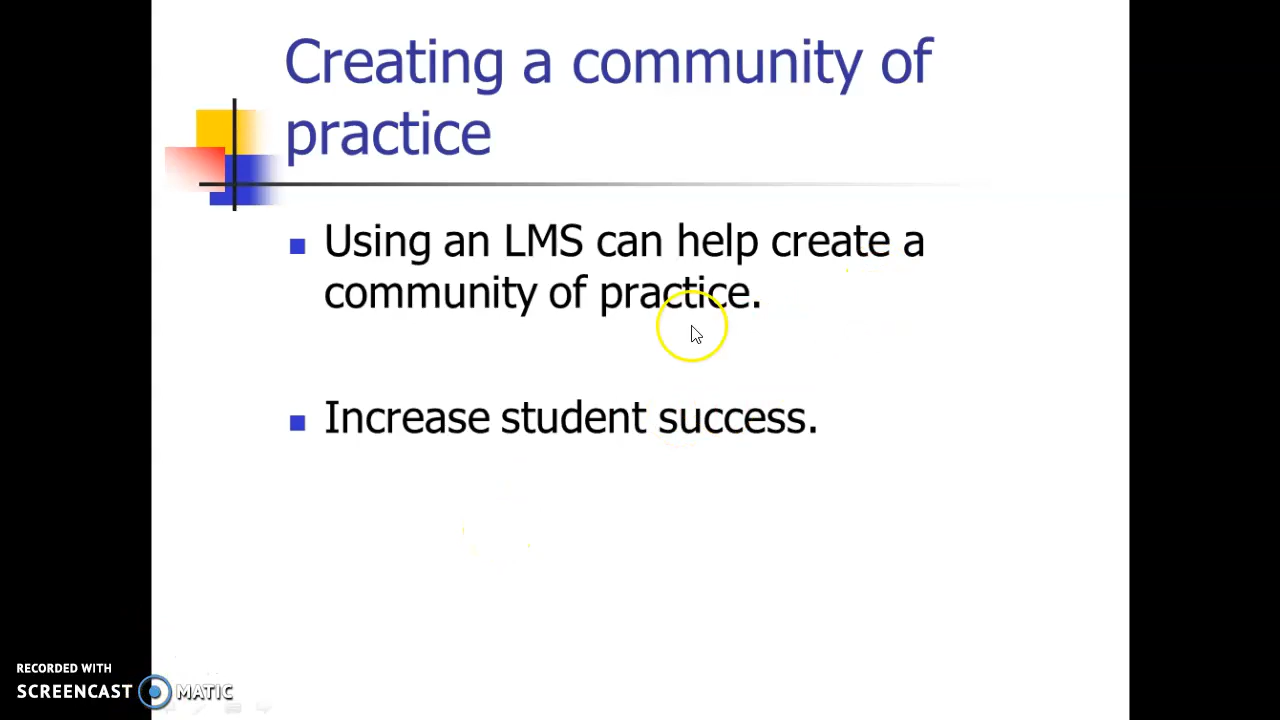 Creating a community of
practice
Using an LMS can help create a
community of practice.
Increase student success.
RECORDED WITH
SCREENCAST MATIC